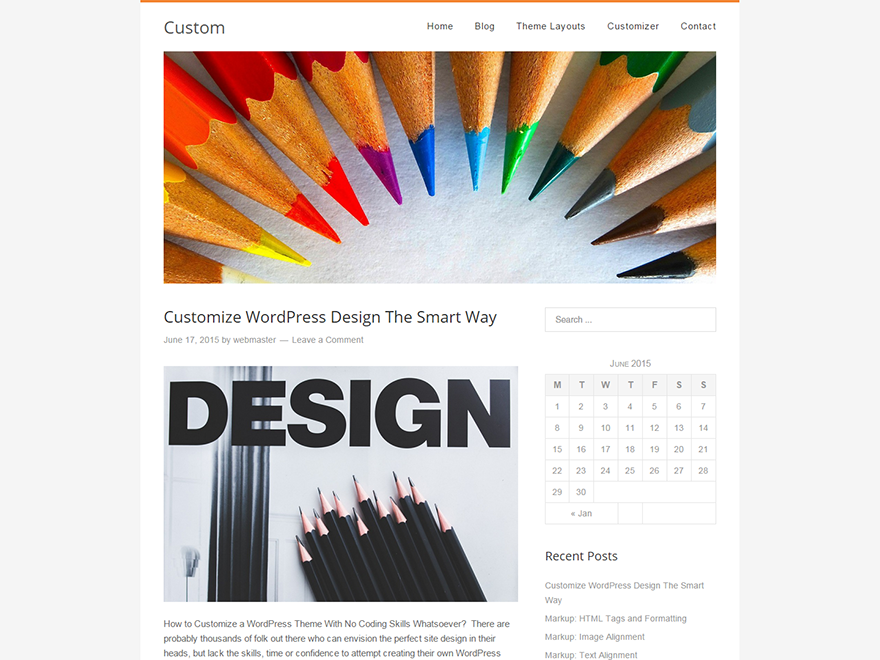 Custom
Home Blog Theme Layouts Customizer Contact
Customize WordPress Design The Smart Way
June 17, 2015 by webmaster — Leave a Comment
DESIGN
How to Customize a WordPress Theme With No Coding Skills Whatsoever?  There are
probably thousands of folk out there who can envision the perfect site design in their
heads, but lack the skills, time or confidence to attempt creating their own WordPress
Search ...
June 2015
M T W T F S S
1 2 3 4 5 6 7
8 9 10 11 12 13 14
15 16 17 18 19 20 21
22 23 24 25 26 27 28
29 30
« Jan
Recent Posts
Customize WordPress Design The Smart
Way
Markup: HTML Tags and Formatting
Markup: Image Alignment
Markup: Text Alignment